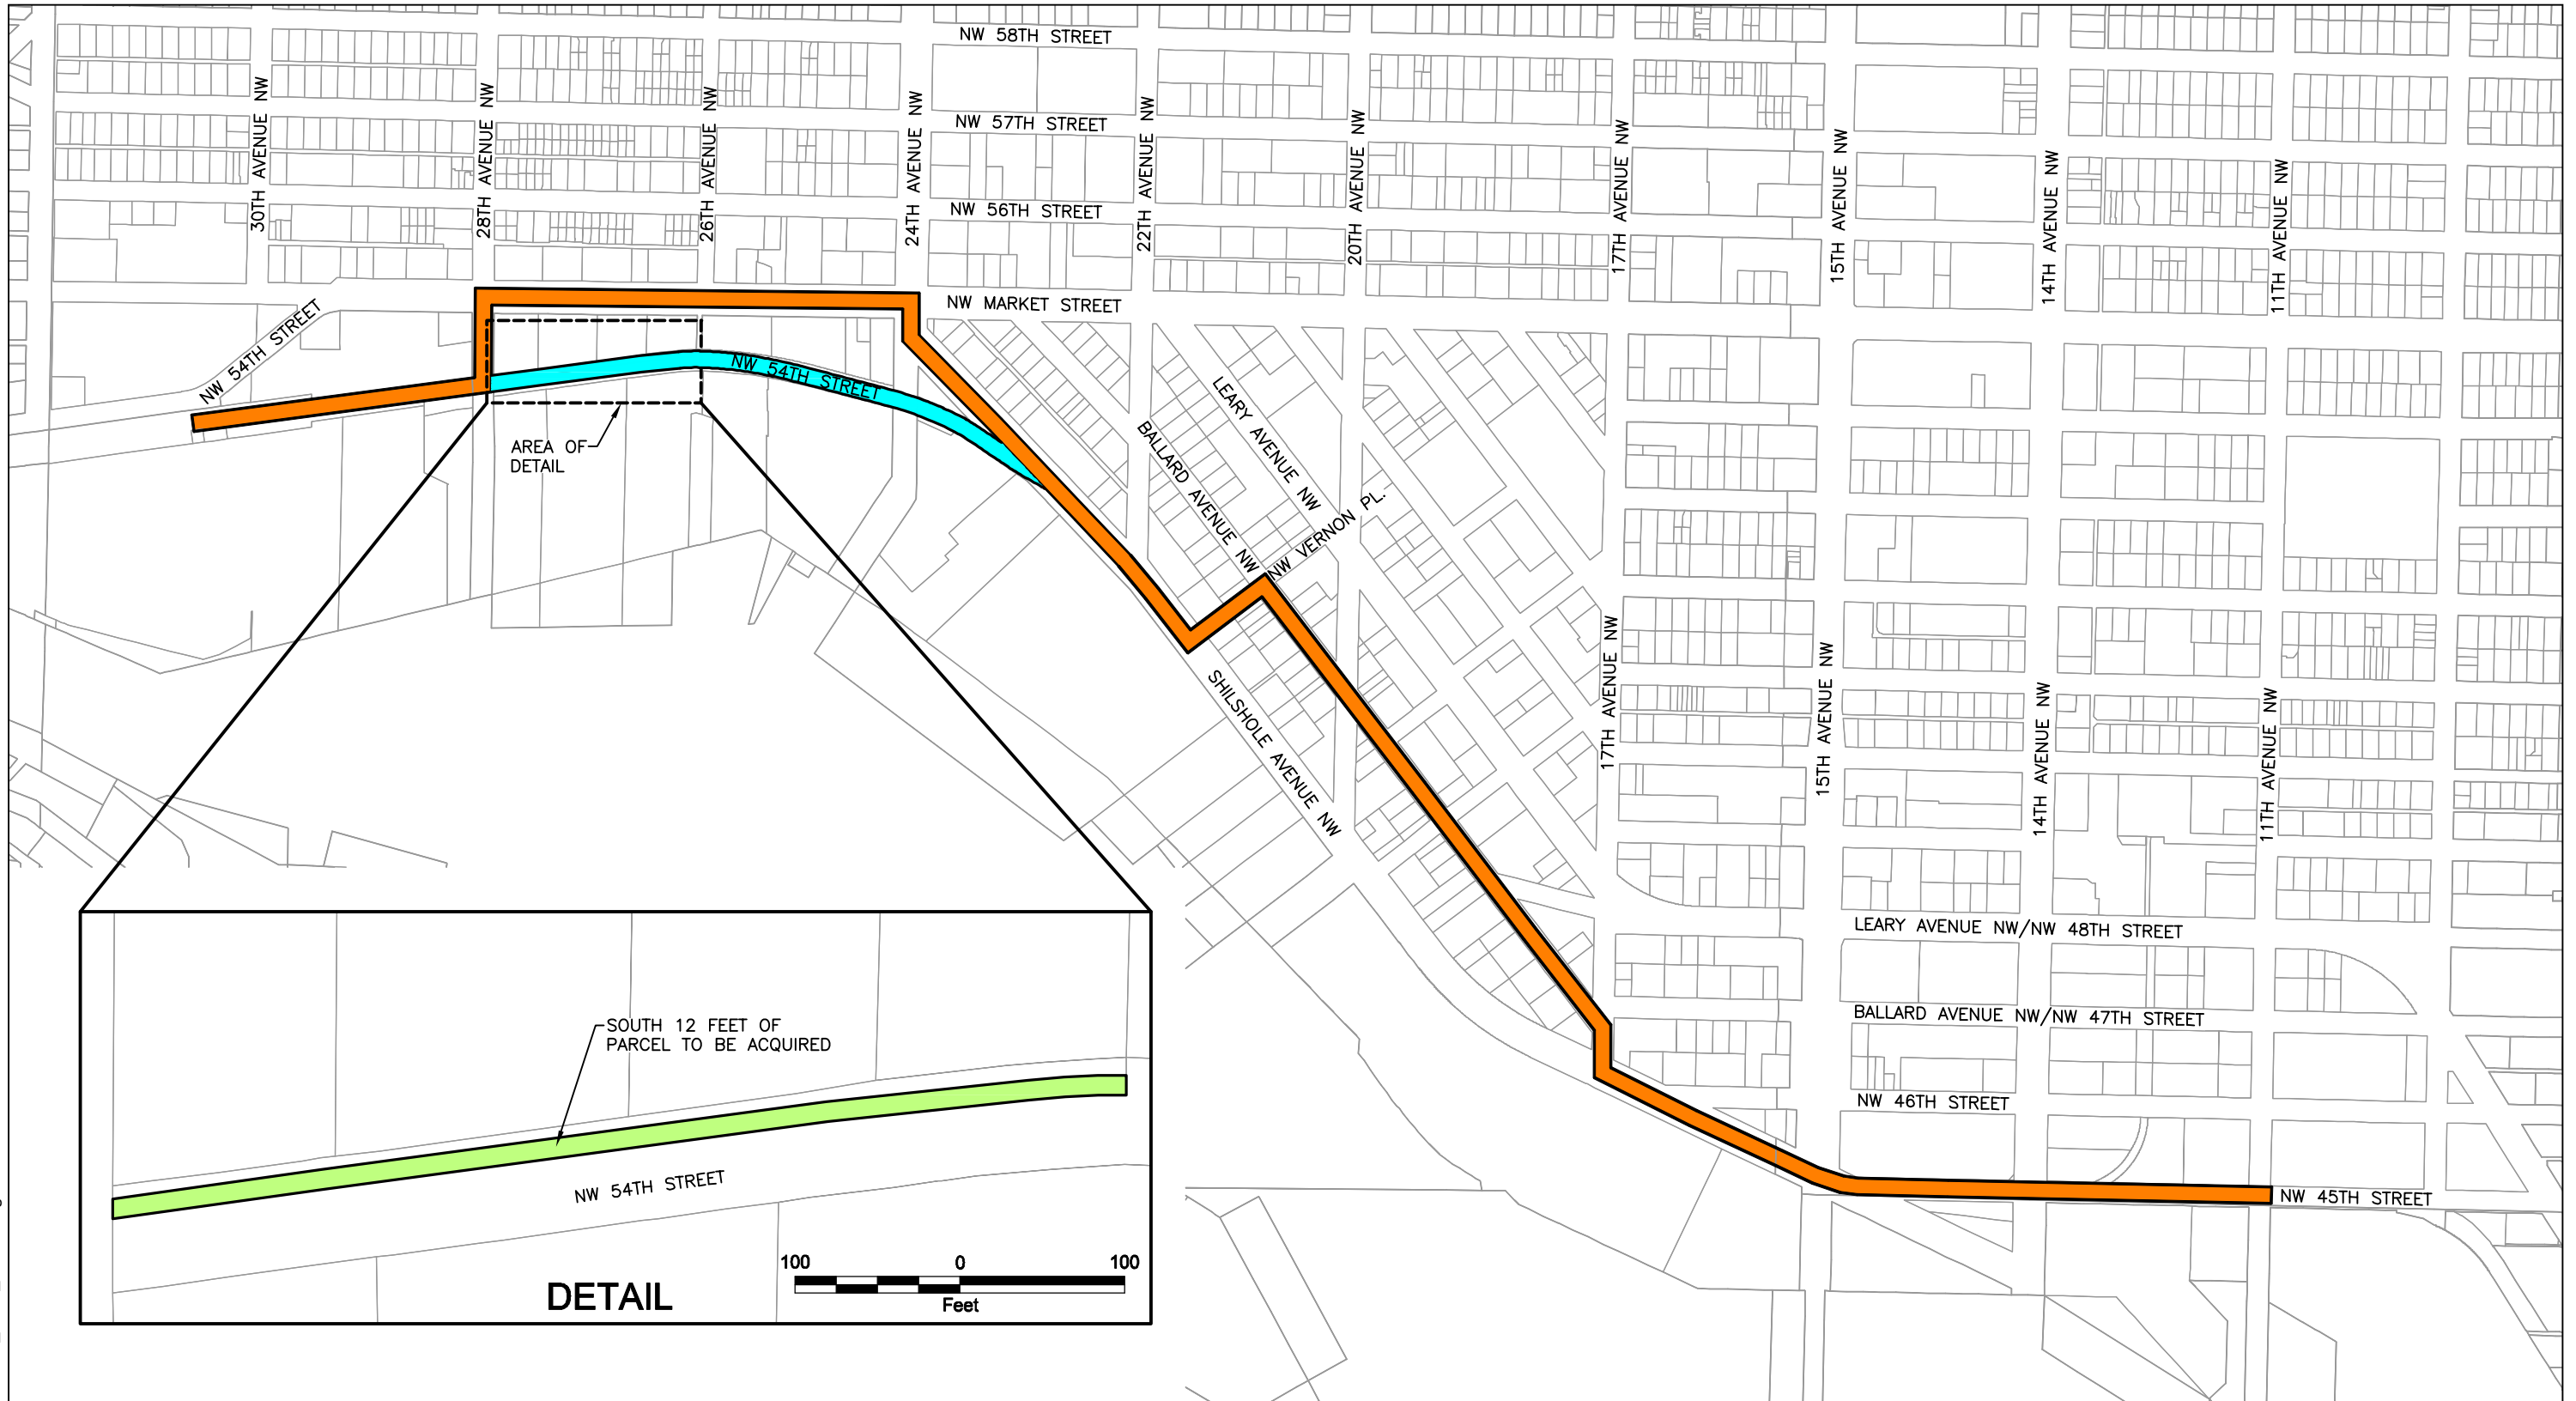 NW 58TH STREET
30TH AVENUE NW
28TH AVENUE NW
26TH AVENUE NW
24TH AVENUE NW
NW 57TH STREET
22TH AVENUE NW
20TH AVENUE NW
17TH AVENUE NW
15TH AVENUE NW
14TH AVENUE NW
11TH AVENUE NW
NW 56TH STREET
NW MARKET STREET
NW 54TH STREET
NW 54TH STREET
AREA OF
DETAIL
LEARY AVENUE NW
BALLARD AVENUE NW
NW VERNON PL.
SHILSHOLE AVENUE NW
17TH AVENUE NW
15TH AVENUE NW
14TH AVENUE NW
11TH AVENUE NW
LEARY AVENUE NW/NW 48TH STREET
BALLARD AVENUE NW/NW 47TH STREET
NW 46TH STREET
NW 45TH STREET
SOUTH 12 FEET OF
PARCEL TO BE ACQUIRED
NW 54TH STREET
DETAIL
100 0 100
Feet